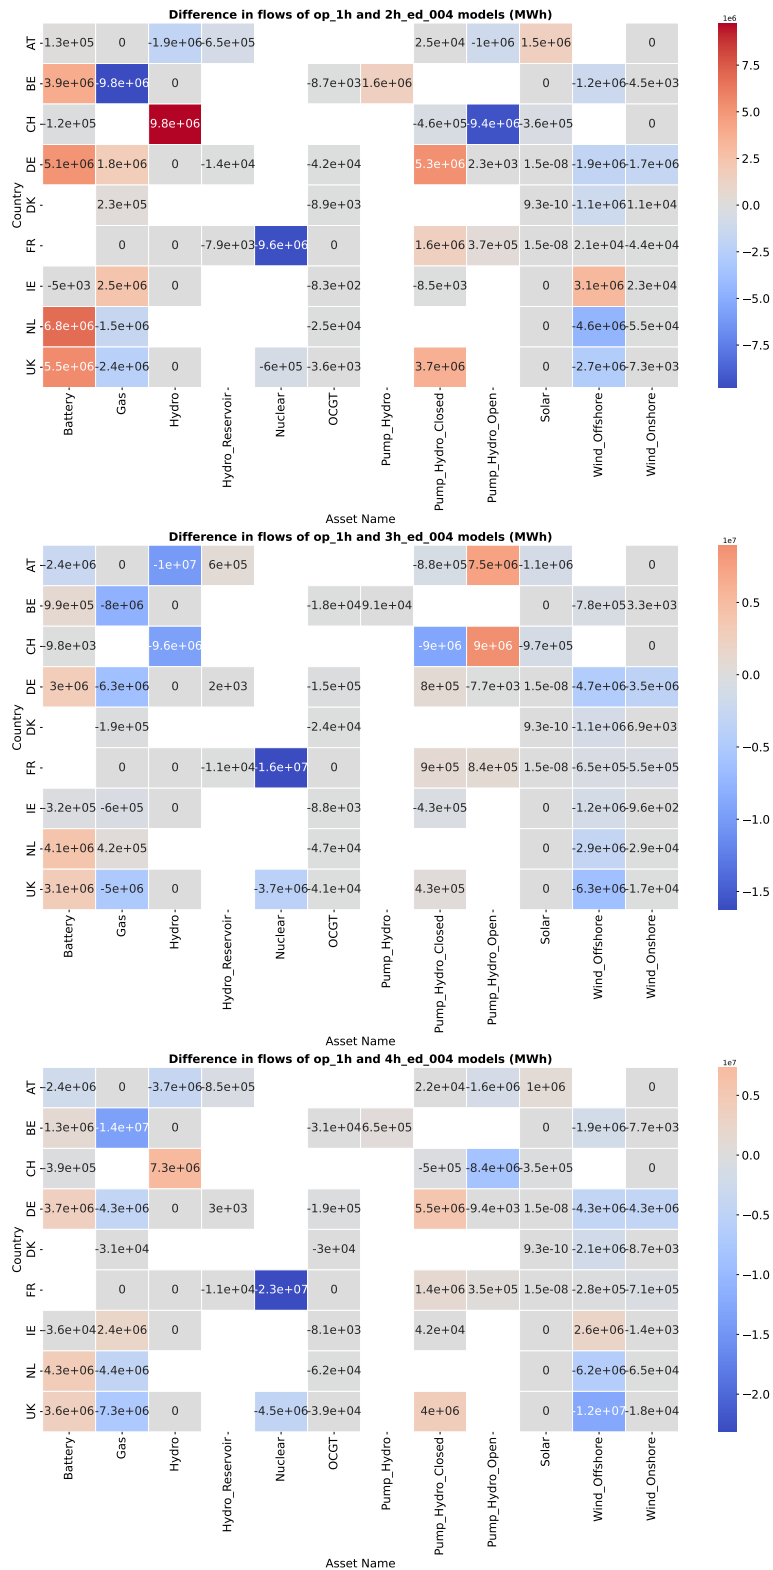 Difference in flows of op_1h and 2h_ed_004 models (MWh)
1e6
AT -1.3e+05 0 -1.9e+06 -6.5e+05 2.5e+04 -1e+06 1.5e+06 0
BE 3.9e+06 -9.8e+06 0 -8.7e+03 1.6e+06 0 -1.2e+06 -4.5e+03
CH -1.2e+05 9.8e+06 -4.6e+05 -9.4e+06 -3.6e+05 0
DE 5.1e+06 1.8e+06 0 -1.4e+04 -4.2e+04 5.3e+06 2.3e+03 1.5e-08 -1.9e+06 -1.7e+06
DK 2.3e+05 -8.9e+03 9.3e-10 -1.1e+06 1.1e+04
FR 0 0 -7.9e+03 -9.6e+06 0 1.6e+06 3.7e+05 1.5e-08 2.1e+04 -4.4e+04
IE -5e+03 2.5e+06 0 -8.3e+02 -8.5e+03 0 3.1e+06 2.3e+04
NL 6.8e+06 -1.5e+06 -2.5e+04 0 -4.6e+06 -5.5e+04
UK 5.5e+06 -2.4e+06 0 -6e+05 -3.6e+03 3.7e+06 0 -2.7e+06 -7.3e+03
Country
7.5
5.0
2.5
0.0
−2.5
−5.0
−7.5
Battery Gas Hydro Hydro_Reservoir Nuclear OCGT Pump_Hydro Pump_Hydro_Closed Pump_Hydro_Open Solar Wind_Offshore Wind_Onshore
Asset Name
Difference in flows of op_1h and 3h_ed_004 models (MWh)
1e7
AT -2.4e+06 0 -1e+07 6e+05 -8.8e+05 7.5e+06 -1.1e+06 0
BE 9.9e+05 -8e+06 0 -1.8e+04 9.1e+04 0 -7.8e+05 3.3e+03
CH -9.8e+03 -9.6e+06 -9e+06 9e+06 -9.7e+05 0
DE 3e+06 -6.3e+06 0 2e+03 -1.5e+05 8e+05 -7.7e+03 1.5e-08 -4.7e+06 -3.5e+06
DK -1.9e+05 -2.4e+04 9.3e-10 -1.1e+06 6.9e+03
FR 0 0 -1.1e+04 -1.6e+07 0 9e+05 8.4e+05 1.5e-08 -6.5e+05 -5.5e+05
IE -3.2e+05 -6e+05 0 -8.8e+03 -4.3e+05 0 -1.2e+06 -9.6e+02
NL 4.1e+06 4.2e+05 -4.7e+04 0 -2.9e+06 -2.9e+04
UK 3.1e+06 -5e+06 0 -3.7e+06 -4.1e+04 4.3e+05 0 -6.3e+06 -1.7e+04
Country
0.5
0.0
−0.5
−1.0
−1.5
Battery Gas Hydro Hydro_Reservoir Nuclear OCGT Pump_Hydro Pump_Hydro_Closed Pump_Hydro_Open Solar Wind_Offshore Wind_Onshore
Asset Name
Difference in flows of op_1h and 4h_ed_004 models (MWh)
1e7
AT -2.4e+06 0 -3.7e+06 -8.5e+05 2.2e+04 -1.6e+06 1e+06 0
BE 1.3e+06 -1.4e+07 0 -3.1e+04 6.5e+05 0 -1.9e+06 -7.7e+03
CH -3.9e+05 7.3e+06 -5e+05 -8.4e+06 -3.5e+05 0
DE 3.7e+06 -4.3e+06 0 3e+03 -1.9e+05 5.5e+06 -9.4e+03 1.5e-08 -4.3e+06 -4.3e+06
DK -3.1e+04 -3e+04 9.3e-10 -2.1e+06 -8.7e+03
FR 0 0 -1.1e+04 -2.3e+07 0 1.4e+06 3.5e+05 1.5e-08 -2.8e+05 -7.1e+05
IE -3.6e+04 2.4e+06 0 -8.1e+03 4.2e+04 0 2.6e+06 -1.4e+03
NL 4.3e+06 -4.4e+06 -6.2e+04 0 -6.2e+06 -6.5e+04
UK 3.6e+06 -7.3e+06 0 -4.5e+06 -3.9e+04 4e+06 0 -1.2e+07 -1.8e+04
Country
0.5
0.0
−0.5
−1.0
−1.5
−2.0
Battery Gas Hydro Hydro_Reservoir Nuclear OCGT Pump_Hydro Pump_Hydro_Closed Pump_Hydro_Open Solar Wind_Offshore Wind_Onshore
Asset Name